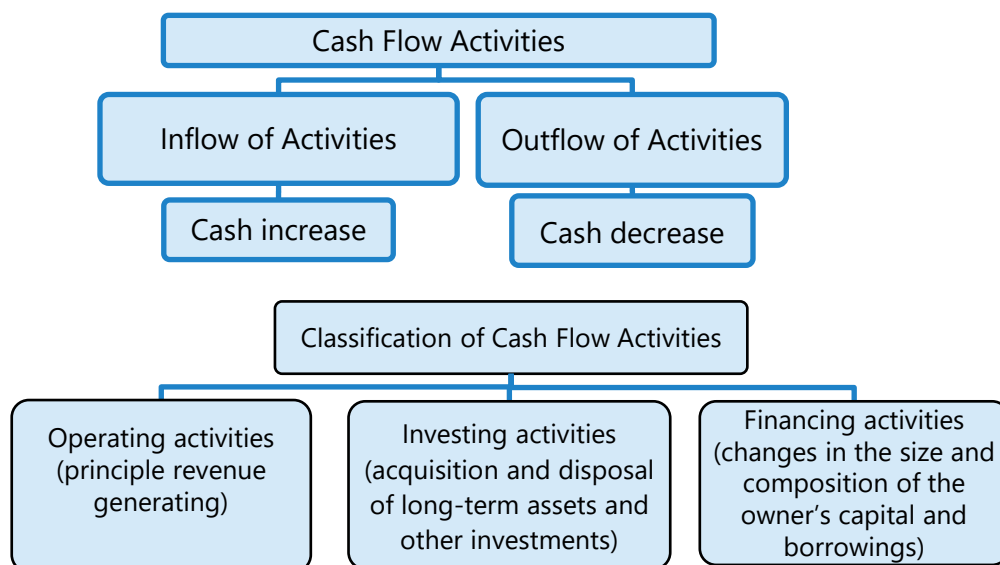 Cash Flow Activities
Inflow of Activities
Outflow of Activities
Cash increase
Cash decrease
Classification of Cash Flow Activities
Operating activities
(principle revenue
generating)
Investing activities
(acquisition and disposal
of long-term assets and
other investments)
Financing activities
(changes in the size and
composition of the
owner’s capital and
borrowings)